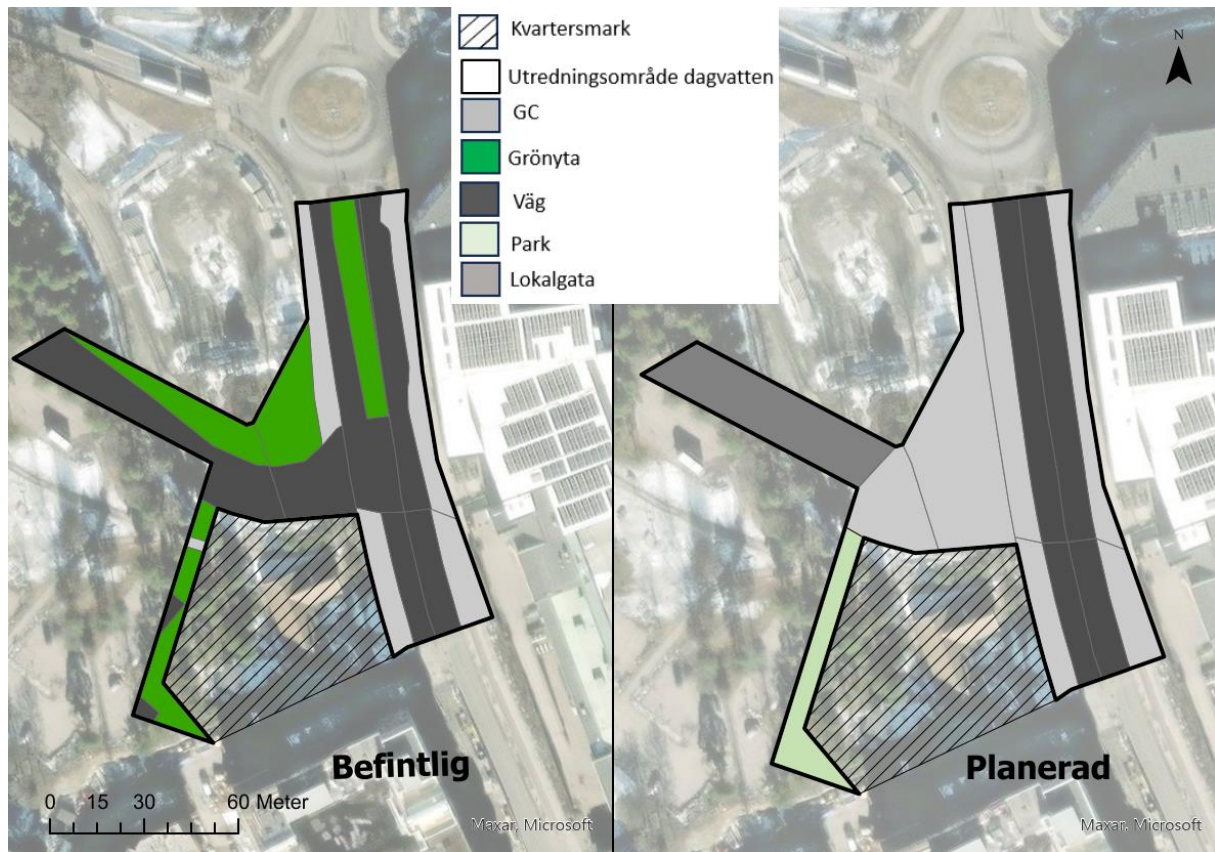 Kvartersmark
Utredningsområde dagvatten
GC
Grönyta
Väg
Park
Lokalgata
N
Befintlig
Planerad
0 15 30 60 Meter
Maxar, Microsoft
Maxar, Microsoft